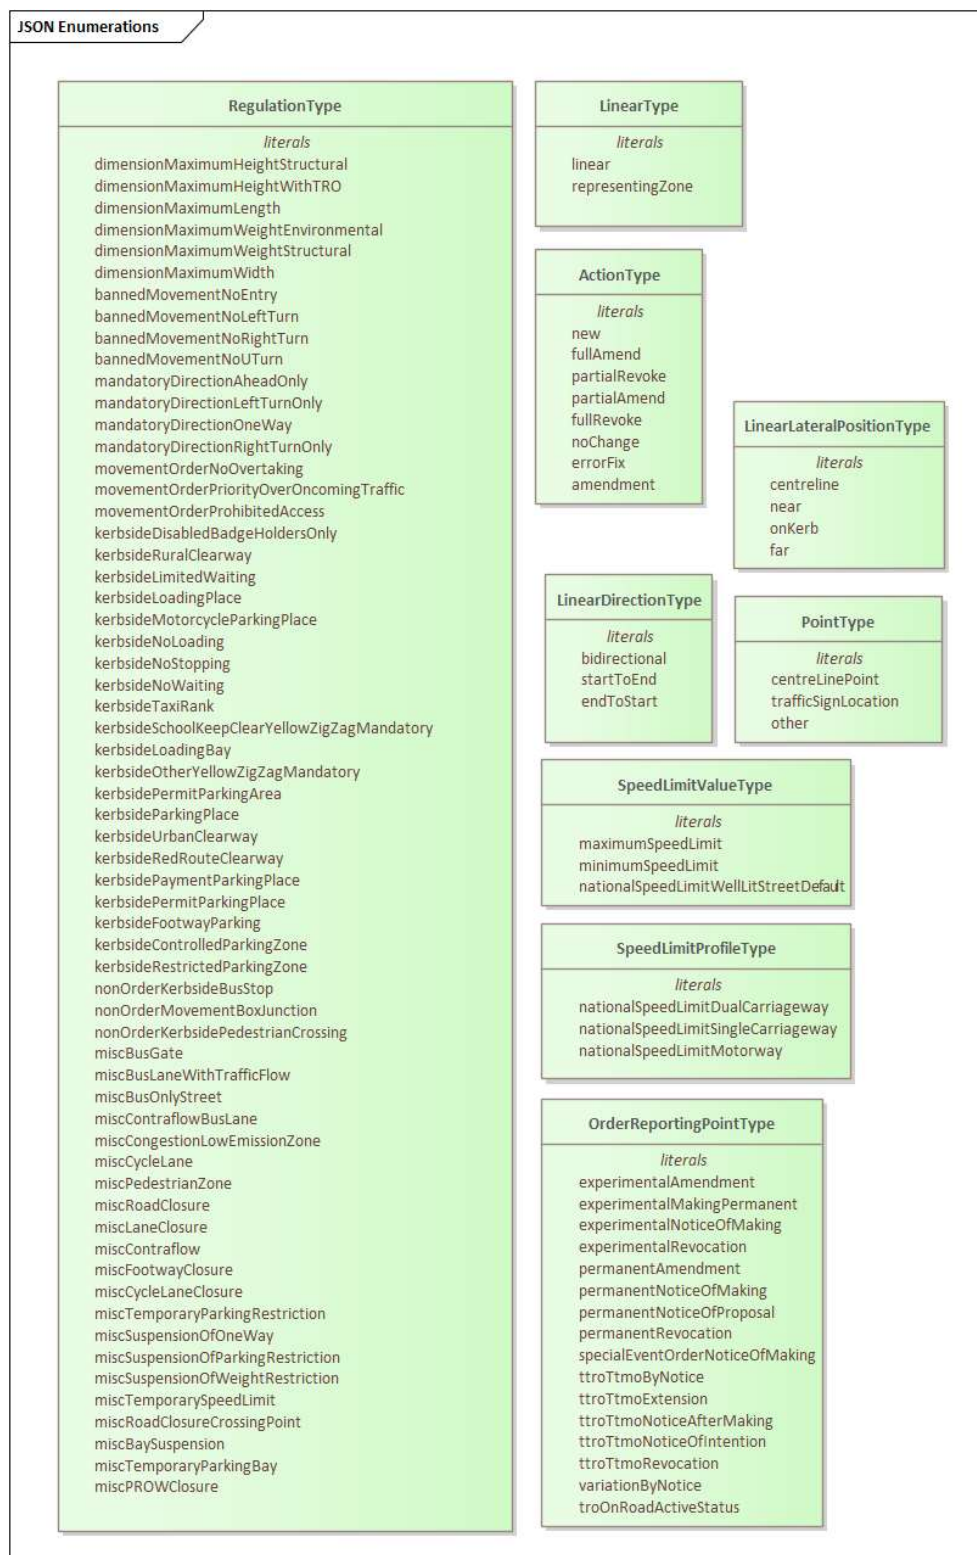 JSON Enumerations
RegulationType
literals
dimensionMaximumHeightStructural
dimensionMaximumHeightWithTRO
dimensionMaximumLength
dimensionMaximumWeightEnvironmental
dimensionMaximumWeightStructural
dimensionMaximumWidth
bannedMovementNoEntry
bannedMovementNoLeftTurn
bannedMovementNoRightTurn
bannedMovementNoUTurn
mandatoryDirectionAheadOnly
mandatoryDirectionLeftTurnOnly
mandatoryDirectionOneWay
mandatoryDirectionRightTurnOnly
movementOrderNoOvertaking
movementOrderPriorityOverOncomingTraffic
movementOrderProhibitedAccess
kerbsideDisabledBadgeHoldersOnly
kerbsideRuralClearway
kerbsideLimitedWaiting
kerbsideLoadingPlace
kerbsideMotorcycleParkingPlace
kerbsideNoLoading
kerbsideNoStopping
kerbsideNoWaiting
kerbsideTaxiRank
kerbsideSchoolKeepClearYellowZigZagMandatory
kerbsideLoadingBay
kerbsideOtherYellowZigZagMandatory
kerbsidePermitParkingArea
kerbsideParkingPlace
kerbsideUrbanClearway
kerbsideRedRouteClearway
kerbsidePaymentParkingPlace
kerbsidePermitParkingPlace
kerbsideFootwayParking
kerbsideControlledParkingZone
kerbsideRestrictedParkingZone
nonOrderKerbsideBusStop
nonOrderMovementBoxJunction
nonOrderKerbsidePedestrianCrossing
miscBusGate
miscBusLaneWithTrafficFlow
miscBusOnlyStreet
miscContraflowBusLane
miscCongestionLowEmissionZone
miscCycleLane
miscPedestrianZone
miscRoadClosure
miscLaneClosure
miscContraflow
miscFootwayClosure
miscCycleLaneClosure
miscTemporaryParkingRestriction
miscSuspensionOfOneWay
miscSuspensionOfParkingRestriction
miscSuspensionOfWeightRestriction
miscTemporarySpeedLimit
miscRoadClosureCrossingPoint
miscBaySuspension
miscTemporaryParkingBay
miscPROWClosure
LinearType
literals
linear
representingZone
ActionType
literals
new
fullAmend
partialRevoke
partialAmend
fullRevoke
noChange
errorFix
amendment
LinearLateralPositionType
literals
centreline
near
onKerb
far
LinearDirectionType
literals
bidirectional
startToEnd
endToStart
PointType
literals
centreLinePoint
trafficSignLocation
other
SpeedLimitValueType
literals
maximumSpeedLimit
minimumSpeedLimit
nationalSpeedLimitWellLitStreetDefault
SpeedLimitProfileType
literals
nationalSpeedLimitDualCarriageway
nationalSpeedLimitSingleCarriageway
nationalSpeedLimitMotorway
OrderReportingPointType
literals
experimentalAmendment
experimentalMakingPermanent
experimentalNoticeOfMaking
experimentalRevocation
permanentAmendment
permanentNoticeOfMaking
permanentNoticeOfProposal
permanentRevocation
specialEventOrderNoticeOfMaking
ttroTtmoByNotice
ttroTtmoExtension
ttroTtmoNoticeAfterMaking
ttroTtmoNoticeOfIntention
ttroTtmoRevocation
variationByNotice
troOnRoadActiveStatus